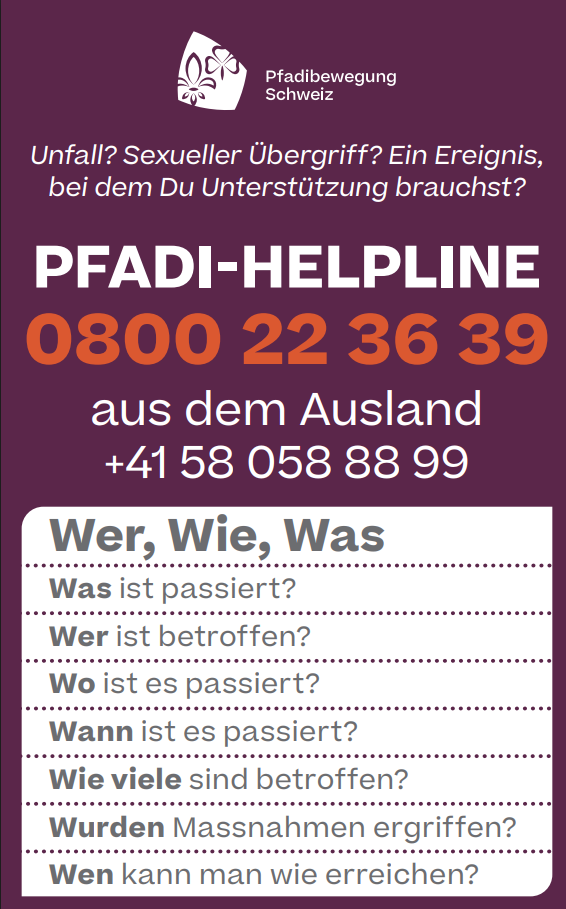 Pfadibewegung
Schweiz
Unfall? Sexueller Übergriff? Ein Ereignis,
bei dem Du Unterstützung brauchst?
PFADI-HELPLINE
0800 22 36 39
aus dem Ausland
+41 58 058 88 99
Wer, Wie, Was
Was ist passiert?
Wer ist betroffen?
Wo ist es passiert?
Wann ist es passiert?
Wie viele sind betroffen?
Wurden Massnahmen ergriffen?
Wen kann man wie erreichen?